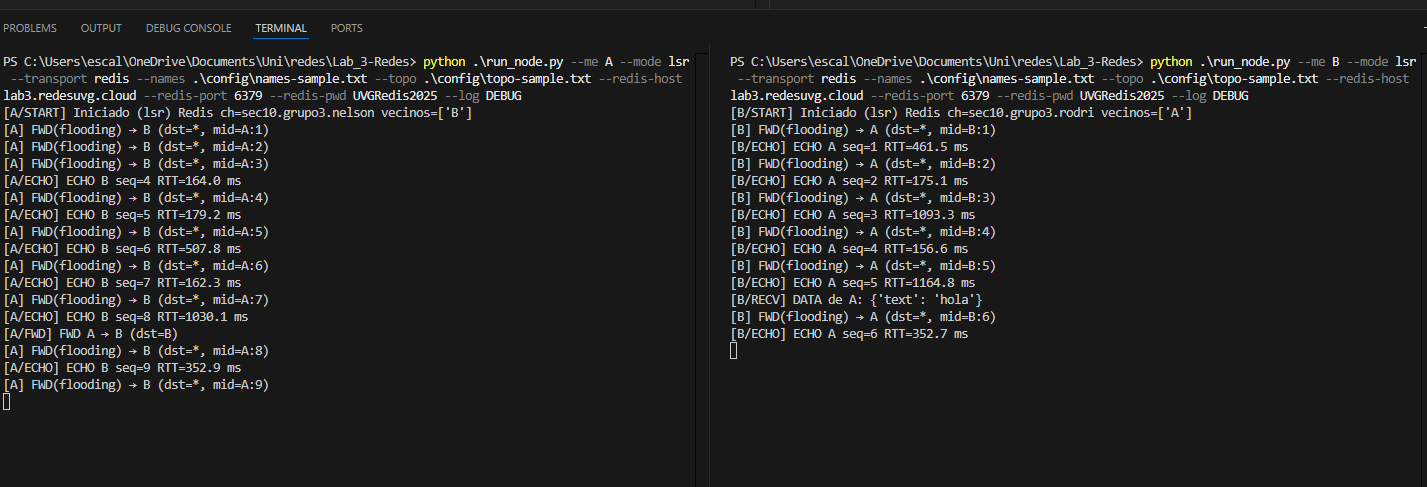 PROBLEMS OUTPUT DEBUG CONSOLE TERMINAL PORTS
PS C:\Users\escal\OneDrive\Documents\Uni\redes\Lab_3-Redes> python .\run_node.py --me A --mode lsr
--transport redis --names .\config\names-sample.txt --topo .\config\topo-sample.txt --redis-host
lab3.redesuvg.cloud --redis-port 6379 --redis-pwd UVGRedis2025 --log DEBUG
[A/START] Iniciado (lsr) Redis ch=sec10.grupo3.nelson vecinos=['B']
[A] FWD(flooding) → B (dst=*, mid=A:1)
[A] FWD(flooding) → B (dst=*, mid=A:2)
[A] FWD(flooding) → B (dst=*, mid=A:3)
[A/ECHO] ECHO B seq=4 RTT=164.0 ms
[A] FWD(flooding) → B (dst=*, mid=A:4)
[A/ECHO] ECHO B seq=5 RTT=179.2 ms
[A] FWD(flooding) → B (dst=*, mid=A:5)
[A/ECHO] ECHO B seq=6 RTT=507.8 ms
[A] FWD(flooding) → B (dst=*, mid=A:6)
[A/ECHO] ECHO B seq=7 RTT=162.3 ms
[A] FWD(flooding) → B (dst=*, mid=A:7)
[A/ECHO] ECHO B seq=8 RTT=1030.1 ms
[A/FWD] FWD A → B (dst=B)
[A] FWD(flooding) → B (dst=*, mid=A:8)
[A/ECHO] ECHO B seq=9 RTT=352.9 ms
[A] FWD(flooding) → B (dst=*, mid=A:9)
PS C:\Users\escal\OneDrive\Documents\Uni\redes\Lab_3-Redes> python .\run_node.py --me B --mode lsr
--transport redis --names .\config\names-sample.txt --topo .\config\topo-sample.txt --redis-host
lab3.redesuvg.cloud --redis-port 6379 --redis-pwd UVGRedis2025 --log DEBUG
[B/START] Iniciado (lsr) Redis ch=sec10.grupo3.rodri vecinos=['A']
[B] FWD(flooding) → A (dst=*, mid=B:1)
[B/ECHO] ECHO A seq=1 RTT=461.5 ms
[B] FWD(flooding) → A (dst=*, mid=B:2)
[B/ECHO] ECHO A seq=2 RTT=175.1 ms
[B] FWD(flooding) → A (dst=*, mid=B:3)
[B/ECHO] ECHO A seq=3 RTT=1093.3 ms
[B] FWD(flooding) → A (dst=*, mid=B:4)
[B/ECHO] ECHO A seq=4 RTT=156.6 ms
[B] FWD(flooding) → A (dst=*, mid=B:5)
[B/ECHO] ECHO A seq=5 RTT=1164.8 ms
[B/RECV] DATA de A: {'text': 'hola'}
[B] FWD(flooding) → A (dst=*, mid=B:6)
[B/ECHO] ECHO A seq=6 RTT=352.7 ms